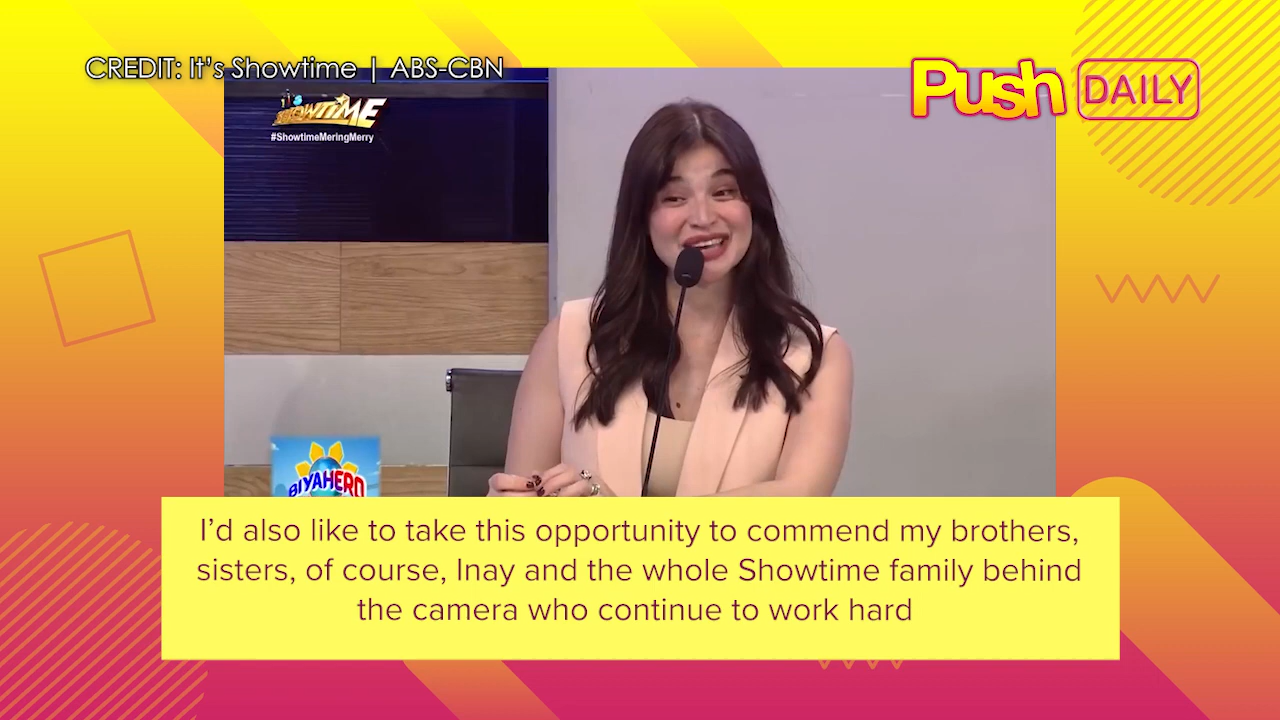 CREDIT: It's Showtime | ABS-CBN
Push DAILY
IT'S
SHOWTIME
#ShowtimeMeringMerry
BIYAHERO
I'd also like to take this opportunity to commend my brothers,
sisters, of course, Inay and the whole Showtime family behind
the camera who continue to work hard